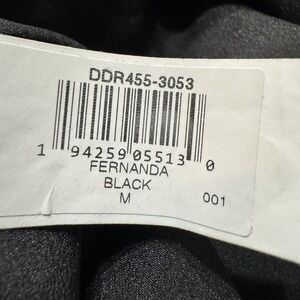 DDR455-3053
1 94259 05513 0
FERNANDA
BLACK
M 001